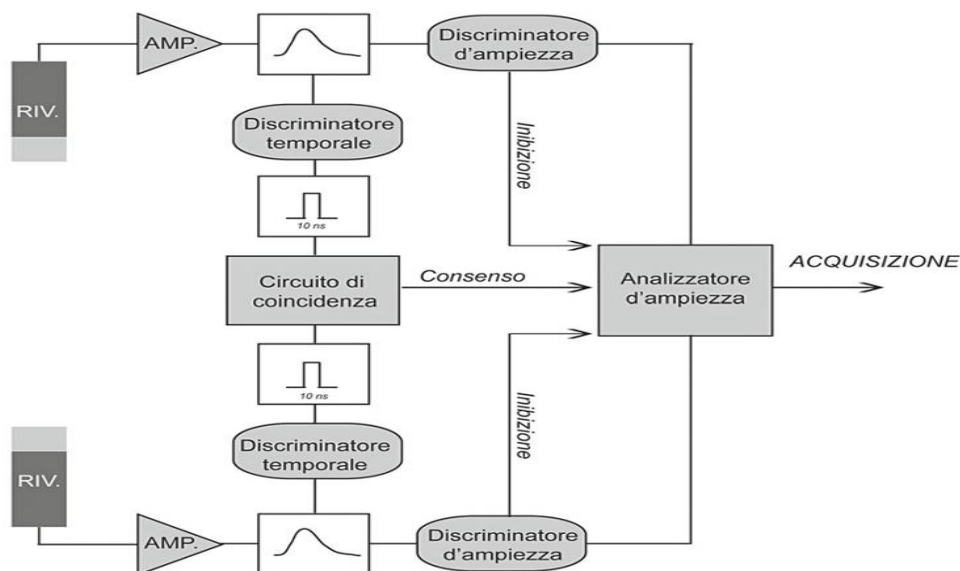 AMP.
Discriminatore
d'ampiezza
RIV.
Discriminatore
temporale
Inibizione
10 ns
Circuito di
coincidenza
Consenso
Analizzatore
d'ampiezza
ACQUISIZIONE
10 ns
Inibizione
Discriminatore
temporale
RIV.
AMP.
Discriminatore
d'ampiezza